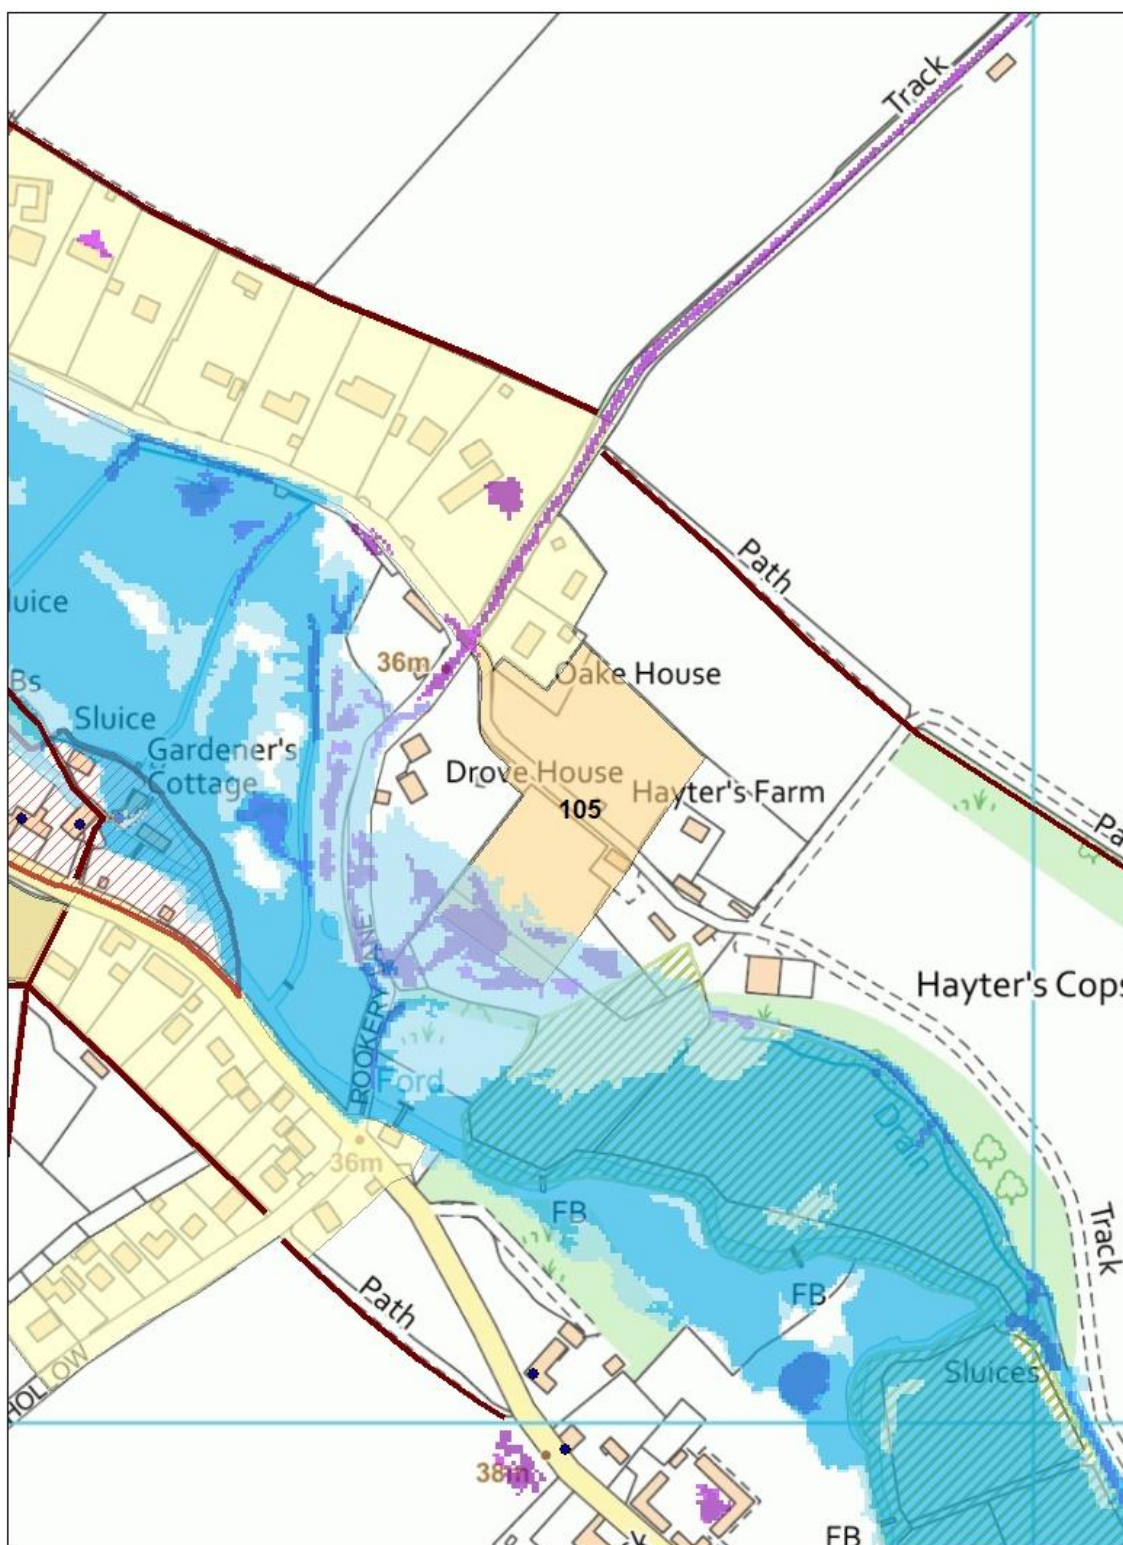 Track
Path
luice
36m
Oake House
Bs
Sluice
Gardener's
Cottage
Drove House
Hayter's Farm
105
Pa
ROOKERY LANE
Hayter's Cops
Ford
Drain
36m
FB
Track
FB
Path
Sluices
HOLLOW
38m
FB